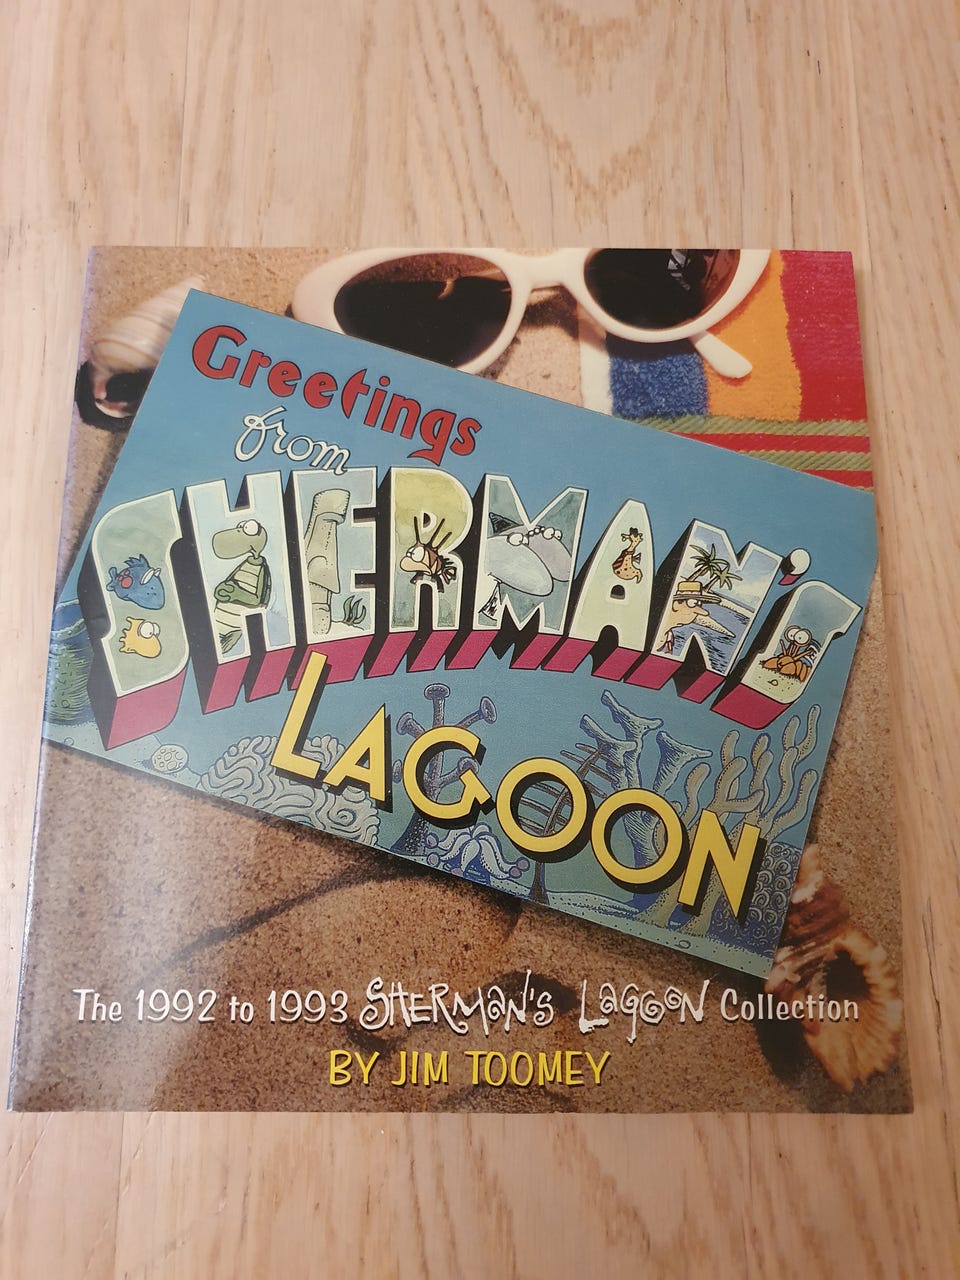 Greetings
from
SHERMAN'S
LAGOON
The 1992 to 1993 SHERMAN'S LAGOON Collection
BY JIM TOOMEY